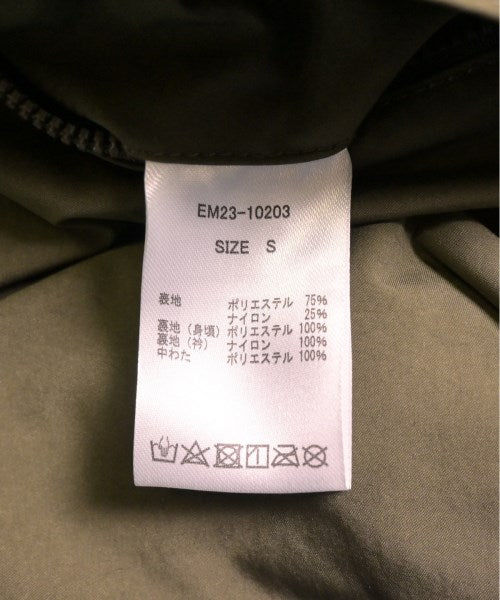 EM23-10203
SIZE S
表地 ポリエステル 75%
ナイロン 25%
裏地（身頃）ポリエステル 100%
裏地（衿） ナイロン 100%
中わた ポリエステル 100%